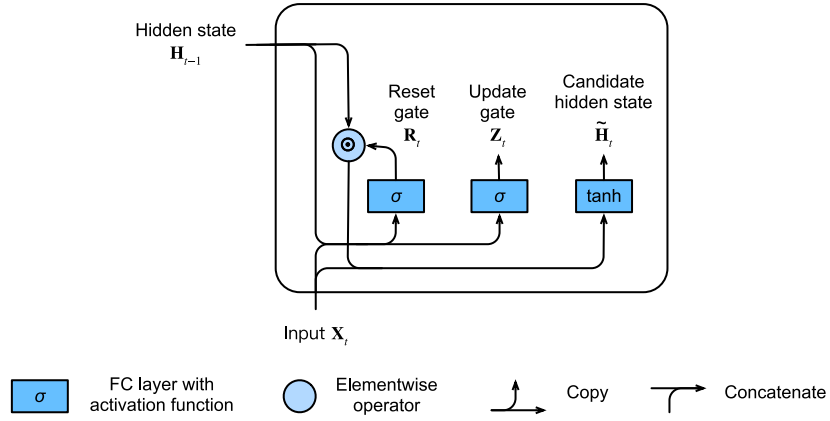 Hidden state
H_{t−1}
Reset
gate
R_t
Update
gate
Z_t
Candidate
hidden state
H̃_t
σ
σ
tanh
Input X_t
σ
FC layer with
activation function
Elementwise
operator
Copy
Concatenate